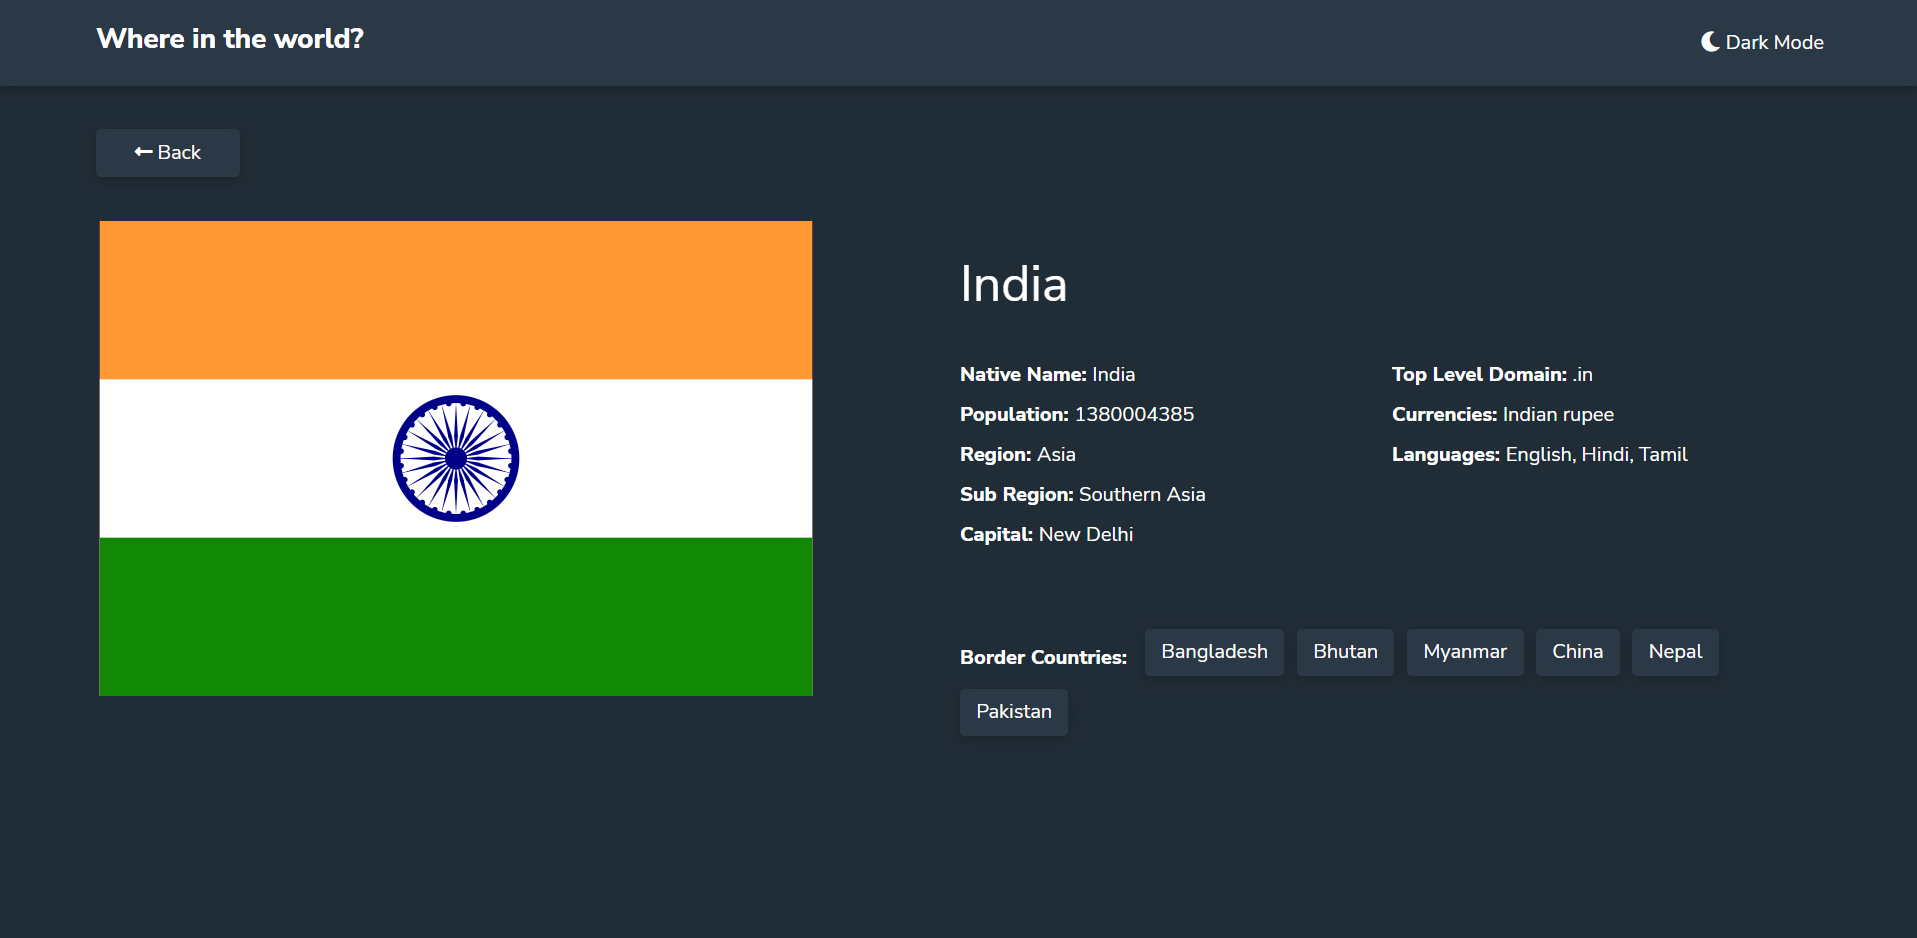 Where in the world?
Dark Mode
Back
India
Native Name: India
Population: 1380004385
Region: Asia
Sub Region: Southern Asia
Capital: New Delhi
Top Level Domain: .in
Currencies: Indian rupee
Languages: English, Hindi, Tamil
Border Countries: Bangladesh Bhutan Myanmar China Nepal
Pakistan